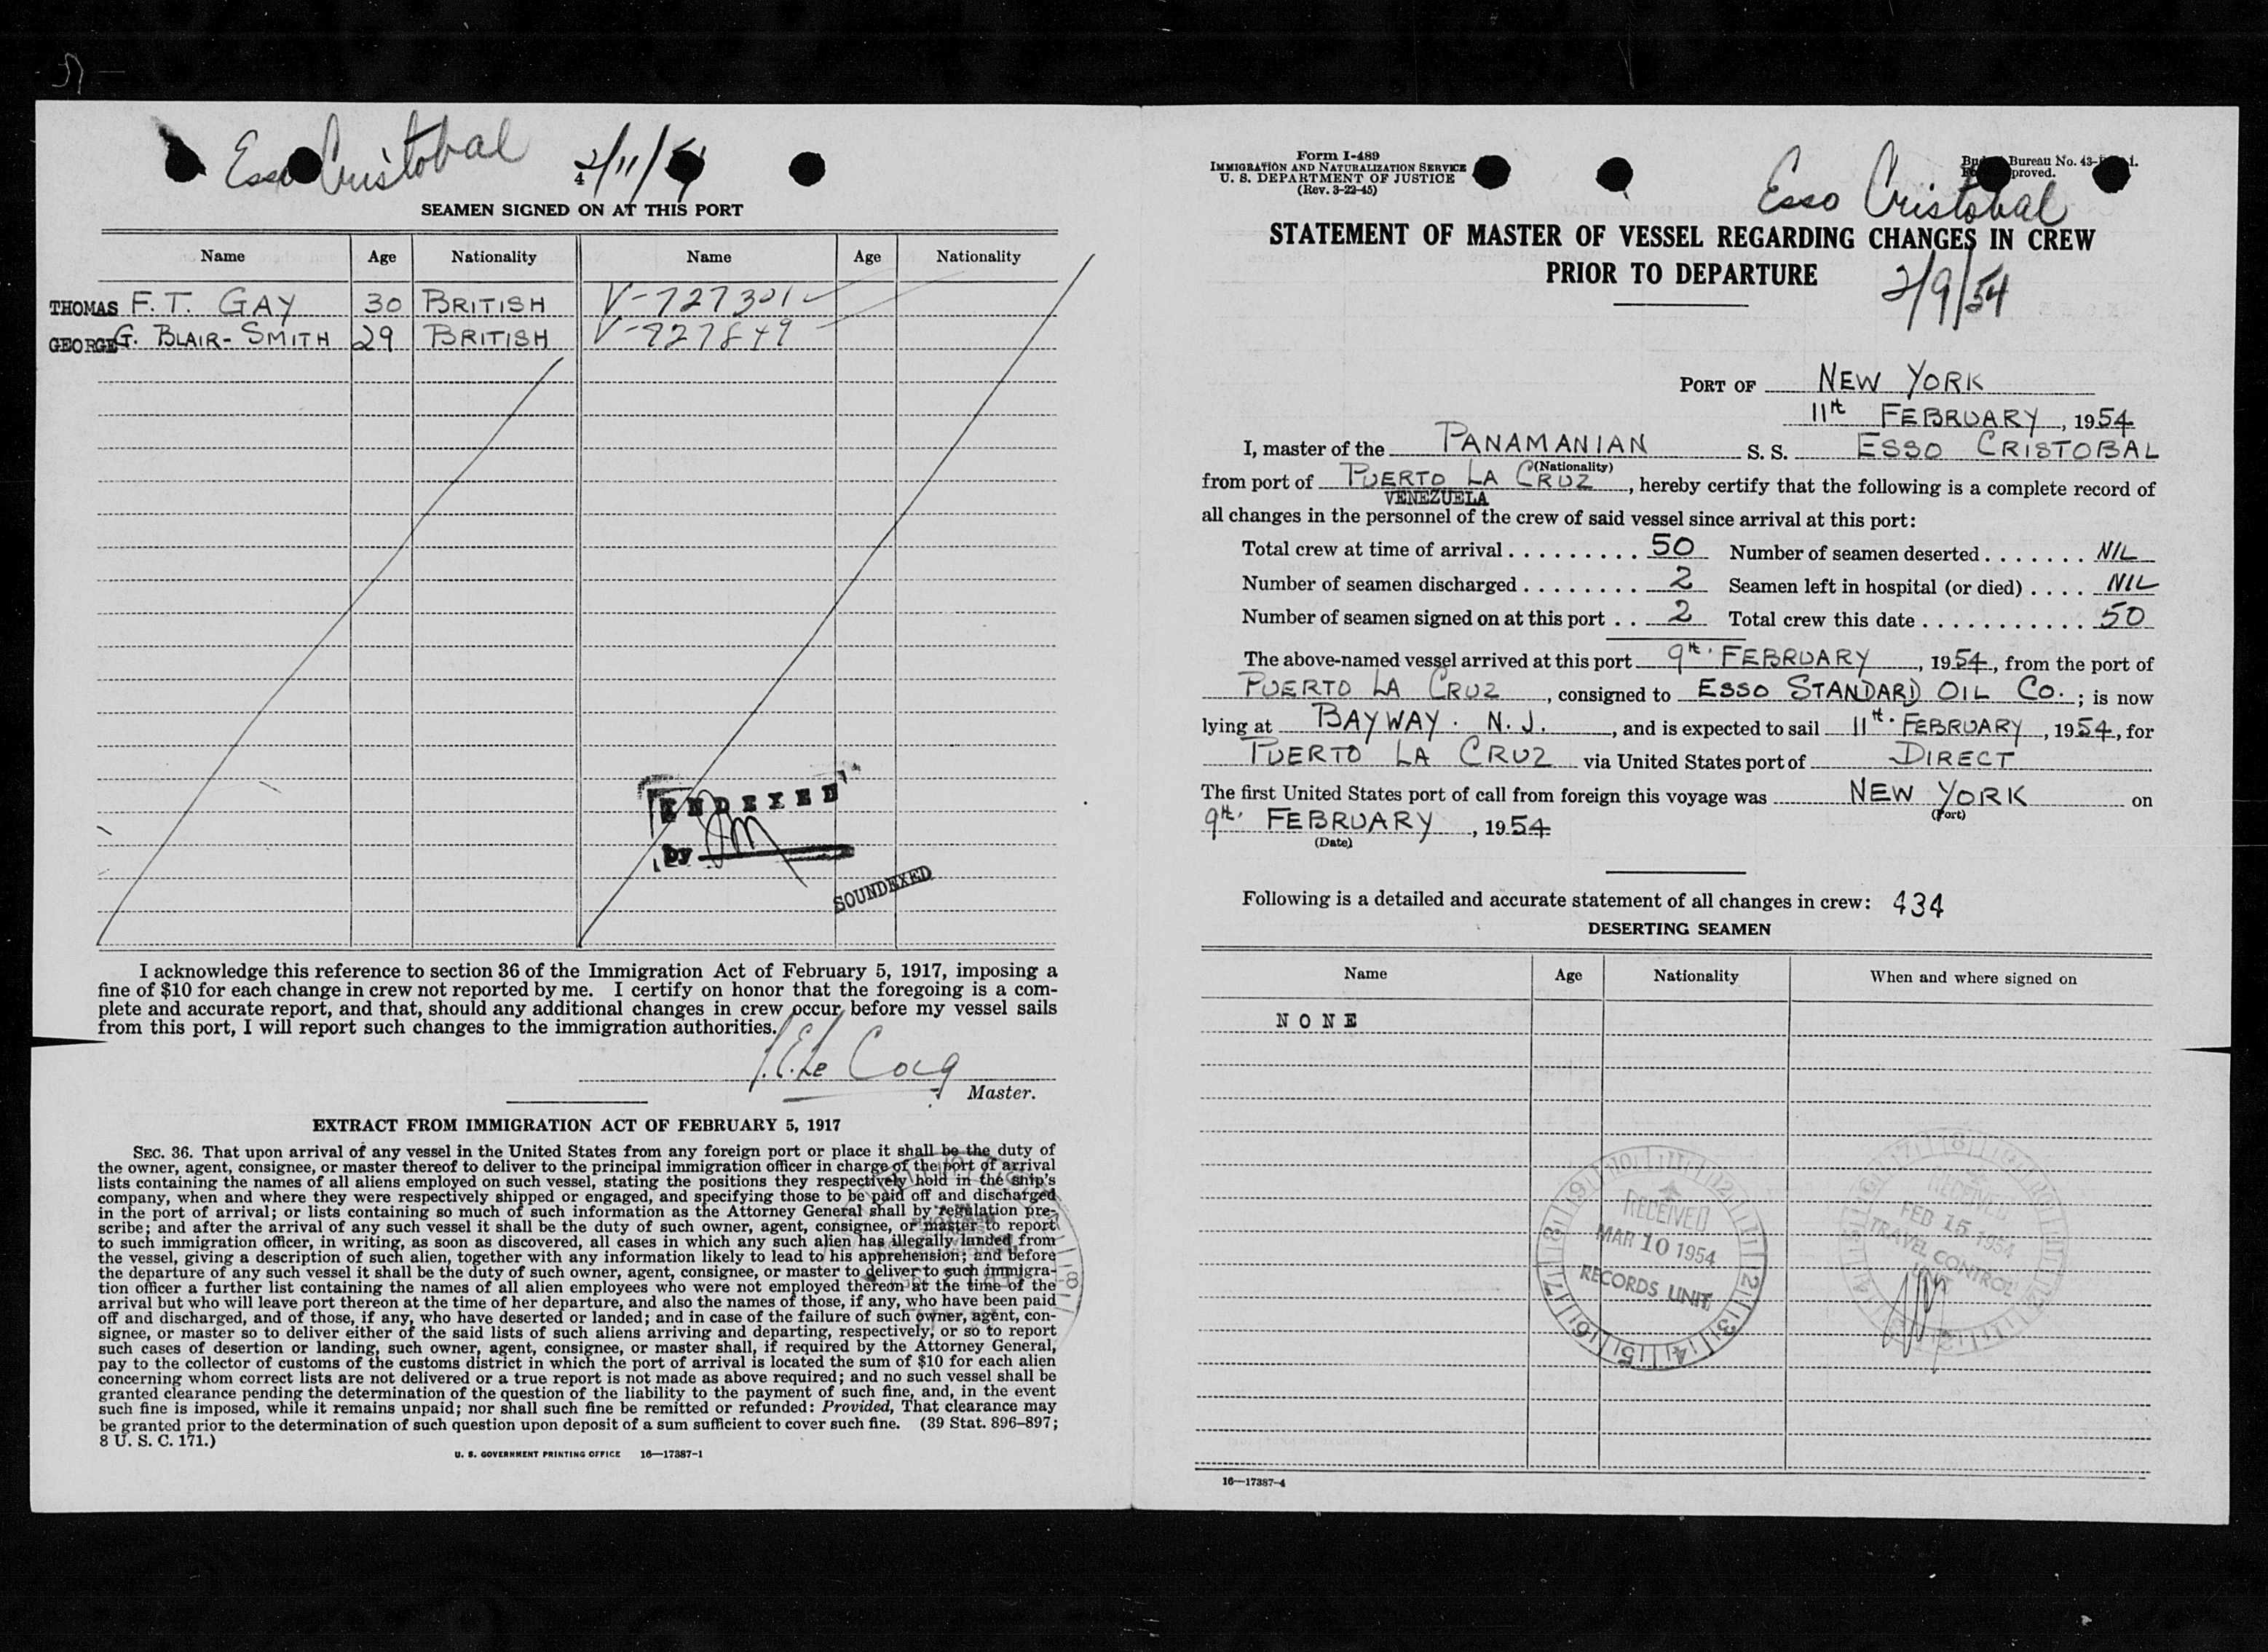 Esso Cristobal 2/11/54
4
SEAMEN SIGNED ON AT THIS PORT
Name Age Nationality Name Age Nationality
THOMAS F. T. GAY 30 BRITISH V-727301
GEORGE G. BLAIR-SMITH 29 BRITISH V-727849
INDEXED
by
SOUNDEXED
I acknowledge this reference to section 36 of the Immigration Act of February 5, 1917, imposing a
fine of $10 for each change in crew not reported by me. I certify on honor that the foregoing is a com-
plete and accurate report, and that, should any additional changes in crew occur before my vessel sails
from this port, I will report such changes to the immigration authorities.
Le Cocq
Master.
EXTRACT FROM IMMIGRATION ACT OF FEBRUARY 5, 1917
SEC. 36. That upon arrival of any vessel in the United States from any foreign port or place it shall be the duty of
the owner, agent, consignee, or master thereof to deliver to the principal immigration officer in charge of the port of arrival
lists containing the names of all aliens employed on such vessel, stating the positions they respectively hold in the ship's
company, when and where they were respectively shipped or engaged, and specifying those to be paid off and discharged
in the port of arrival; or lists containing so much of such information as the Attorney General shall by regulation pre-
scribe; and after the arrival of any such vessel it shall be the duty of such owner, agent, consignee, or master to report
to such immigration officer, in writing, as soon as discovered, all cases in which any such alien has illegally landed from
the vessel, giving a description of such alien, together with any information likely to lead to his apprehension; and before
the departure of any such vessel it shall be the duty of such owner, agent, consignee, or master to deliver to such immigra-
tion officer a further list containing the names of all alien employees who were not employed thereon at the time of the
arrival but who will leave port thereon at the time of her departure, and also the names of those, if any, who have been paid
off and discharged, and of those, if any, who have deserted or landed; and in case of the failure of such owner, agent, con-
signee, or master so to deliver either of the said lists of such aliens arriving and departing, respectively, or so to report
such cases of desertion or landing, such owner, agent, consignee, or master shall, if required by the Attorney General,
pay to the collector of customs of the customs district in which the port of arrival is located the sum of $10 for each alien
concerning whom correct lists are not delivered or a true report is not made as above required; and no such vessel shall be
granted clearance pending the determination of the question of the liability to the payment of such fine, and, in the event
such fine is imposed, while it remains unpaid; nor shall such fine be remitted or refunded: Provided, That clearance may
be granted prior to the determination of such question upon deposit of a sum sufficient to cover such fine. (39 Stat. 896–897;
8 U. S. C. 171.)
U. S. GOVERNMENT PRINTING OFFICE 16—17387-1
Form I-489
IMMIGRATION AND NATURALIZATION SERVICE
U. S. DEPARTMENT OF JUSTICE
(Rev. 3-22-45)
Bureau No. 43-
Esso Cristobal
STATEMENT OF MASTER OF VESSEL REGARDING CHANGES IN CREW
PRIOR TO DEPARTURE
2/9/54
PORT OF NEW YORK
11th FEBRUARY, 1954
I, master of the PANAMANIAN S. S. ESSO CRISTOBAL
(Nationality)
from port of PUERTO LA CRUZ, hereby certify that the following is a complete record of
VENEZUELA
all changes in the personnel of the crew of said vessel since arrival at this port:
Total crew at time of arrival . . . . . . . . . 50 Number of seamen deserted . . . . . . . NIL
Number of seamen discharged . . . . . . . . 2 Seamen left in hospital (or died) . . . . NIL
Number of seamen signed on at this port . . 2 Total crew this date . . . . . . . . . . . . 50
The above-named vessel arrived at this port 9th. FEBRUARY, 1954, from the port of
PUERTO LA CRUZ, consigned to ESSO STANDARD OIL CO.; is now
lying at BAYWAY. N.J., and is expected to sail 11th. FEBRUARY, 1954, for
PUERTO LA CRUZ via United States port of DIRECT
The first United States port of call from foreign this voyage was NEW YORK on
(Port)
9th. FEBRUARY, 1954
(Date)
Following is a detailed and accurate statement of all changes in crew: 434
DESERTING SEAMEN
Name Age Nationality When and where signed on
NONE
RECEIVED
MAR 10 1954
RECORDS UNIT
RECEIVED
FEB 15 1954
TRAVEL CONTROL
UNIT
16—17387-4